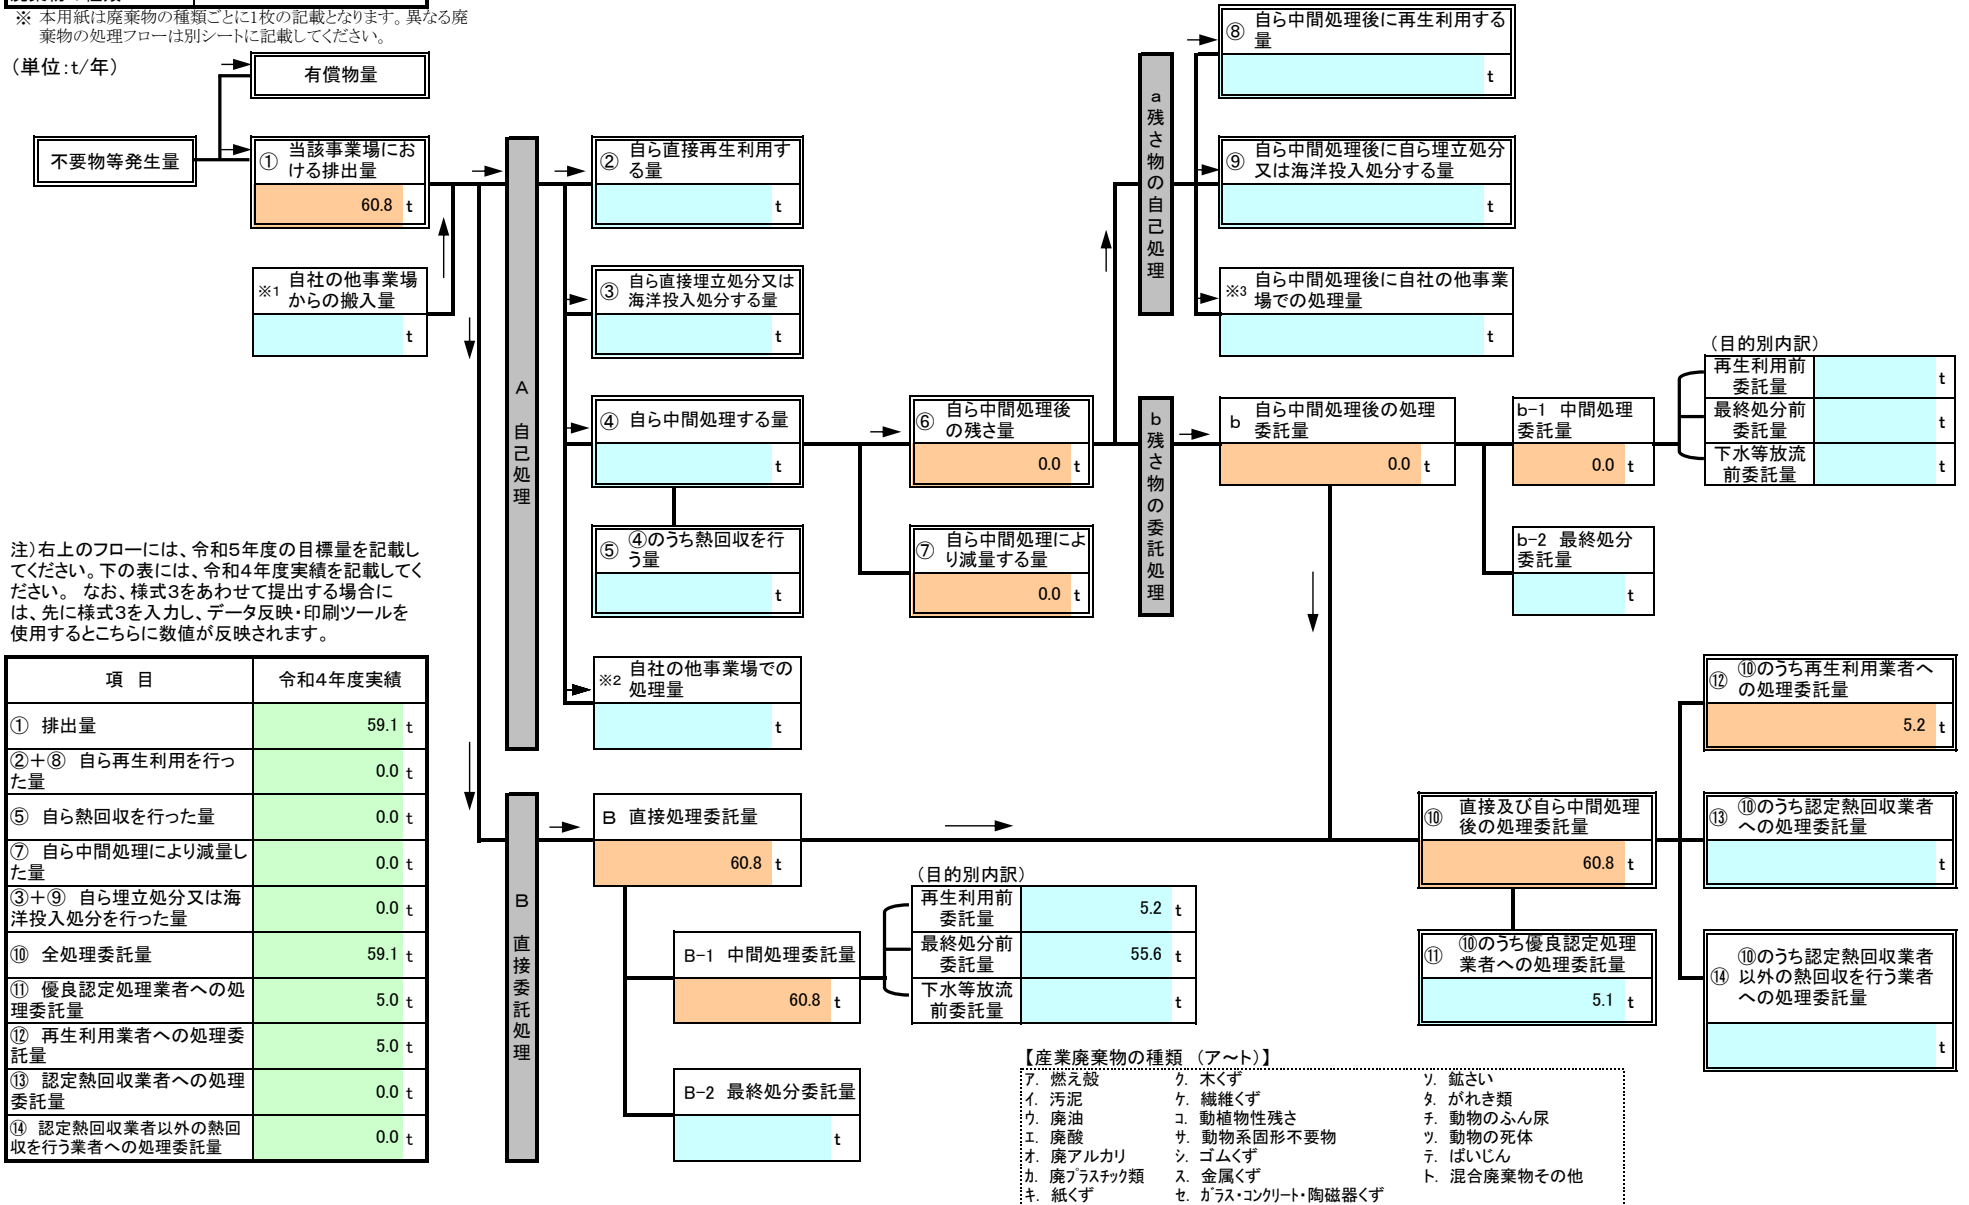 ※ 本用紙は廃棄物の種類ごとに1枚の記載となります。異なる廃
棄物の処理フローは別シートに記載してください。
（単位：t/年）
有償物量
不要物等発生量
① 当該事業場にお
ける排出量
60.8 t
※1 自社の他事業場
からの搬入量
t
A 自己処理
② 自ら直接再生利用す
る量
t
③ 自ら直接埋立処分又は
海洋投入処分する量
t
④ 自ら中間処理する量
t
⑤ ④のうち熱回収を行
う量
t
※2 自社の他事業場での
処理量
t
⑥ 自ら中間処理後
の残さ量
0.0 t
⑦ 自ら中間処理によ
り減量する量
0.0 t
a 残さ物の自己処理
⑧ 自ら中間処理後に再生利用する
量
t
⑨ 自ら中間処理後に自ら埋立処分
又は海洋投入処分する量
t
※3 自ら中間処理後に自社の他事業
場での処理量
t
b 残さ物の委託処理
b 自ら中間処理後の処理
委託量
0.0 t
b-1 中間処理
委託量
0.0 t
b-2 最終処分
委託量
t
（目的別内訳）
再生利用前
委託量
t
最終処分前
委託量
t
下水等放流
前委託量
t
注）右上のフローには、令和5年度の目標量を記載し
てください。下の表には、令和4年度実績を記載してく
ださい。 なお、様式3をあわせて提出する場合に
は、先に様式3を入力し、データ反映・印刷ツールを
使用するとこちらに数値が反映されます。
項 目 令和4年度実績
① 排出量 59.1 t
②＋⑧ 自ら再生利用を行っ
た量 0.0 t
⑤ 自ら熱回収を行った量 0.0 t
⑦ 自ら中間処理により減量し
た量 0.0 t
③＋⑨ 自ら埋立処分又は海
洋投入処分を行った量 0.0 t
⑩ 全処理委託量 59.1 t
⑪ 優良認定処理業者への処
理委託量 5.0 t
⑫ 再生利用業者への処理委
託量 5.0 t
⑬ 認定熱回収業者への処理
委託量 0.0 t
⑭ 認定熱回収業者以外の熱回
収を行う業者への処理委託量 0.0 t
B 直接委託処理
B 直接処理委託量
60.8 t
B-1 中間処理委託量
60.8 t
B-2 最終処分委託量
t
（目的別内訳）
再生利用前
委託量
5.2 t
最終処分前
委託量
55.6 t
下水等放流
前委託量
t
⑩ 直接及び自ら中間処理
後の処理委託量
60.8 t
⑪ ⑩のうち優良認定処理
業者への処理委託量
5.1 t
⑫ ⑩のうち再生利用業者へ
の処理委託量
5.2 t
⑬ ⑩のうち認定熱回収業者
への処理委託量
t
⑭ ⑩のうち認定熱回収業者
以外の熱回収を行う業者
への処理委託量
t
【産業廃棄物の種類 （ア～ト）】
ア. 燃え殻
イ. 汚泥
ウ. 廃油
エ. 廃酸
オ. 廃アルカリ
カ. 廃プラスチック類
キ. 紙くず
ク. 木くず
ケ. 繊維くず
コ. 動植物性残さ
サ. 動物系固形不要物
シ. ゴムくず
ス. 金属くず
セ. ガラス・コンクリート・陶磁器くず
ソ. 鉱さい
タ. がれき類
チ. 動物のふん尿
ツ. 動物の死体
テ. ばいじん
ト. 混合廃棄物その他